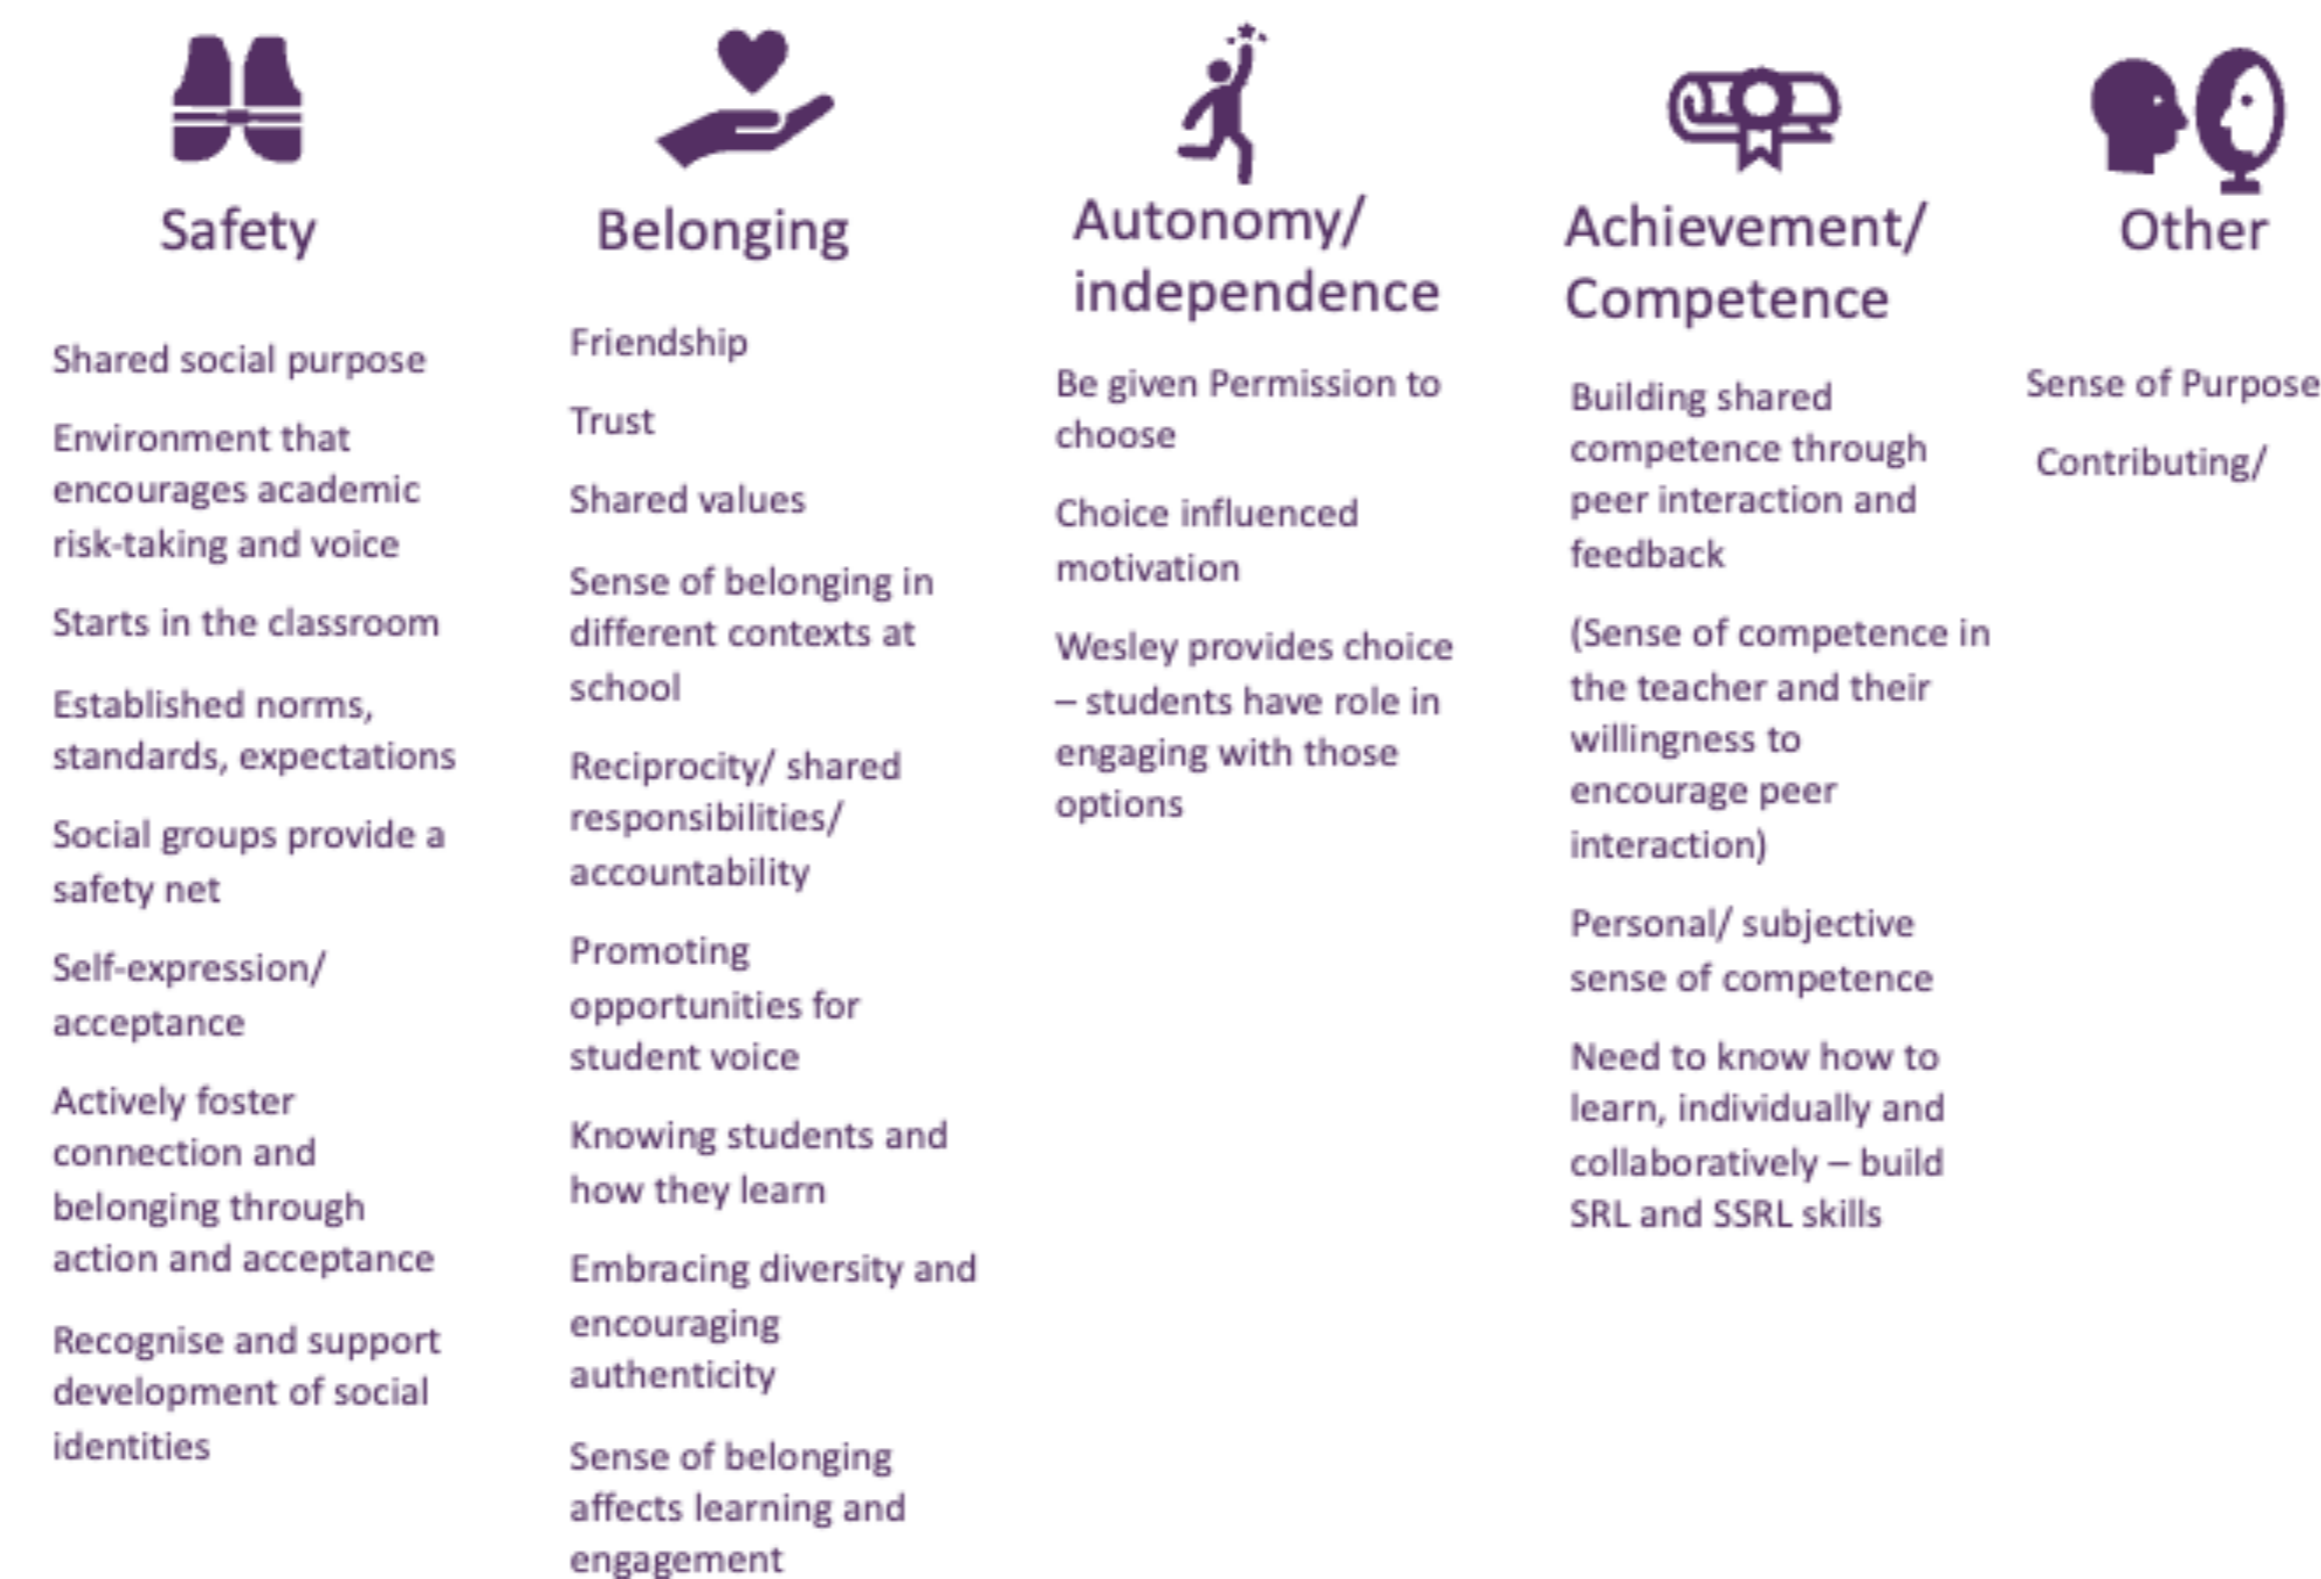 Safety
Shared social purpose
Environment that
encourages academic
risk-taking and voice
Starts in the classroom
Established norms,
standards, expectations
Social groups provide a
safety net
Self-expression/
acceptance
Actively foster
connection and
belonging through
action and acceptance
Recognise and support
development of social
identities
Belonging
Friendship
Trust
Shared values
Sense of belonging in
different contexts at
school
Reciprocity/ shared
responsibilities/
accountability
Promoting
opportunities for
student voice
Knowing students and
how they learn
Embracing diversity and
encouraging
authenticity
Sense of belonging
affects learning and
engagement
Autonomy/
independence
Be given Permission to
choose
Choice influenced
motivation
Wesley provides choice
– students have role in
engaging with those
options
Achievement/
Competence
Building shared
competence through
peer interaction and
feedback
(Sense of competence in
the teacher and their
willingness to
encourage peer
interaction)
Personal/ subjective
sense of competence
Need to know how to
learn, individually and
collaboratively – build
SRL and SSRL skills
Other
Sense of Purpose
Contributing/